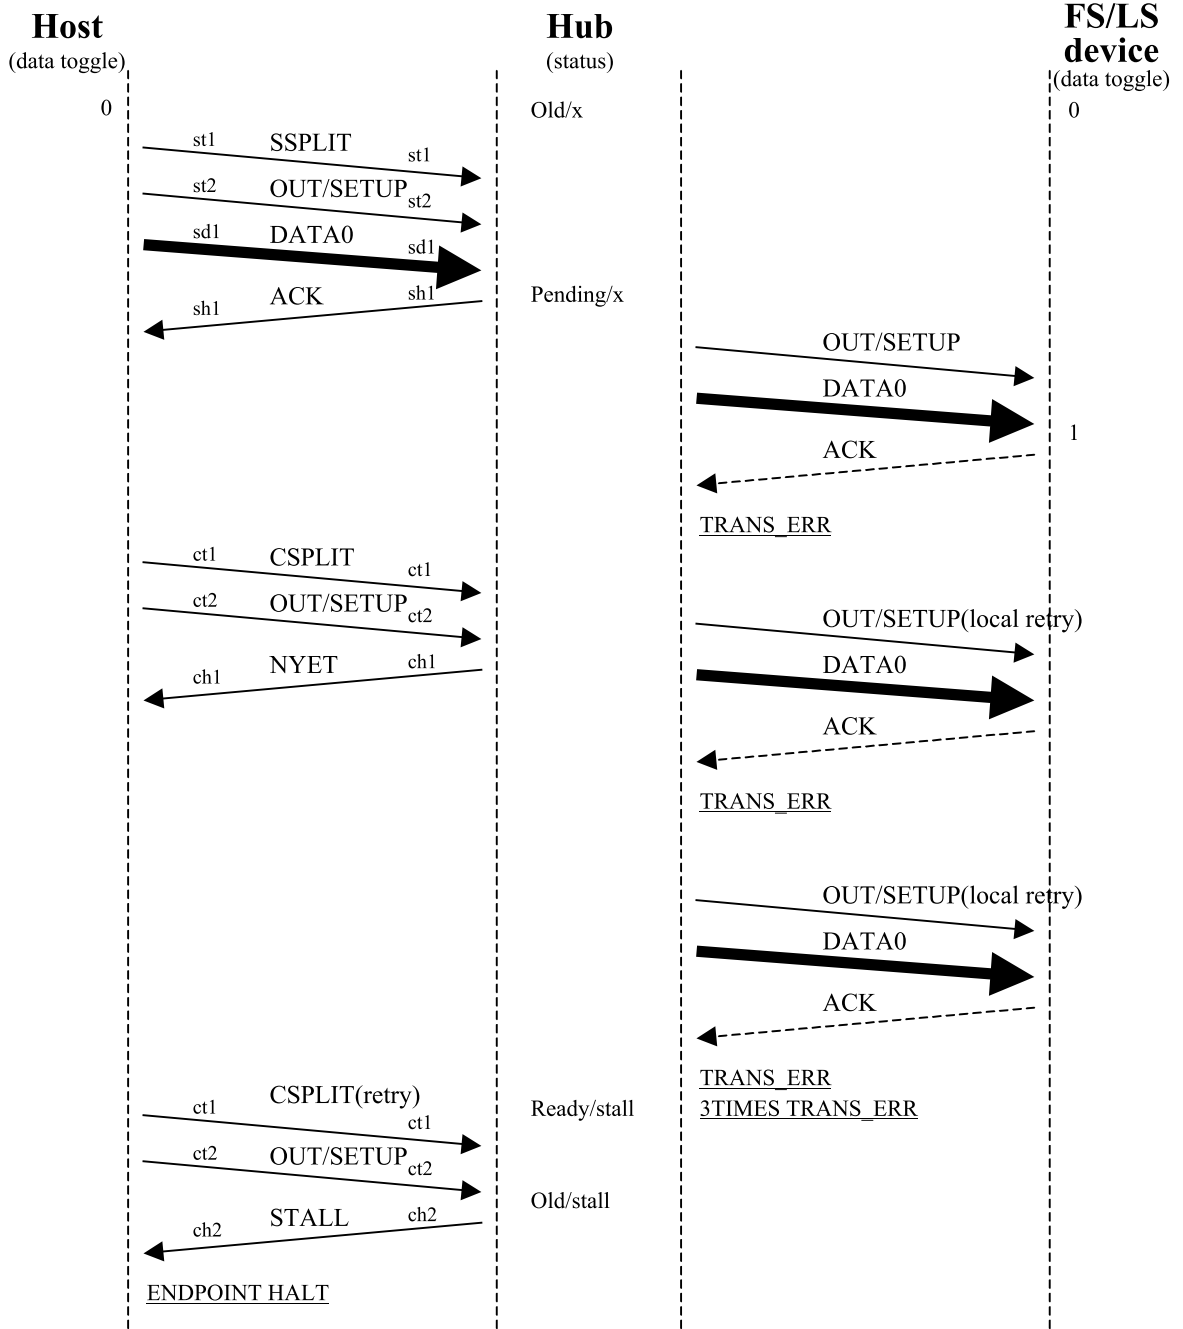 Host
(data toggle)
Hub
(status)
FS/LS
device
(data toggle)
0
Old/x
0
st1 SSPLIT st1
st2 OUT/SETUP st2
sd1 DATA0 sd1
ACK sh1
sh1
Pending/x
OUT/SETUP
DATA0
1
ACK
TRANS_ERR
ct1 CSPLIT ct1
ct2 OUT/SETUP ct2
NYET ch1
ch1
OUT/SETUP(local retry)
DATA0
ACK
TRANS_ERR
OUT/SETUP(local retry)
DATA0
ACK
TRANS_ERR
3TIMES TRANS_ERR
CSPLIT(retry)
ct1 ct1
Ready/stall
ct2 OUT/SETUP ct2
Old/stall
STALL ch2
ch2
ENDPOINT HALT